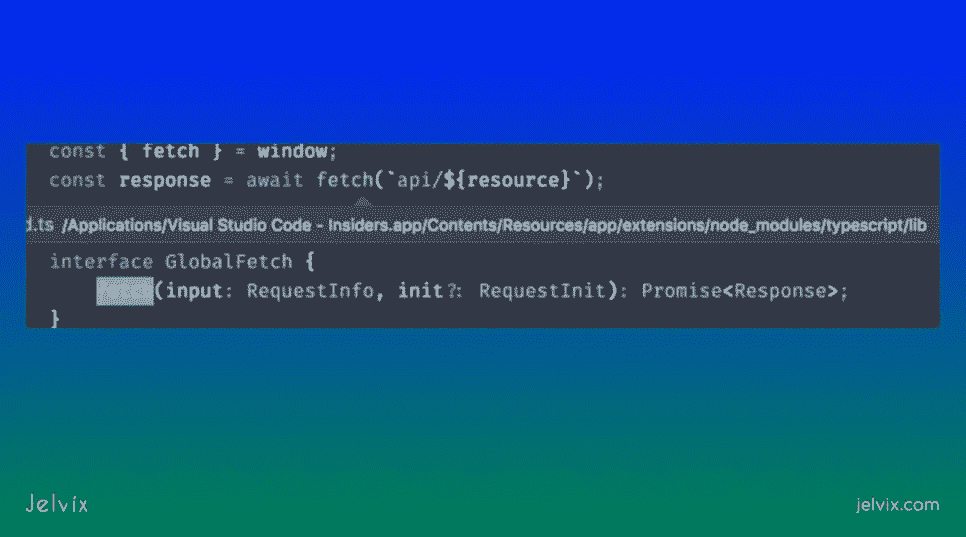 const { fetch } = window;
const response = await fetch(`api/${resource}`);
d.ts /Applications/Visual Studio Code - Insiders.app/Contents/Resources/app/extensions/node_modules/typescript/lib
interface GlobalFetch {
(input: RequestInfo, init?: RequestInit): Promise<Response>;
}
Jelvix
jelvix.com